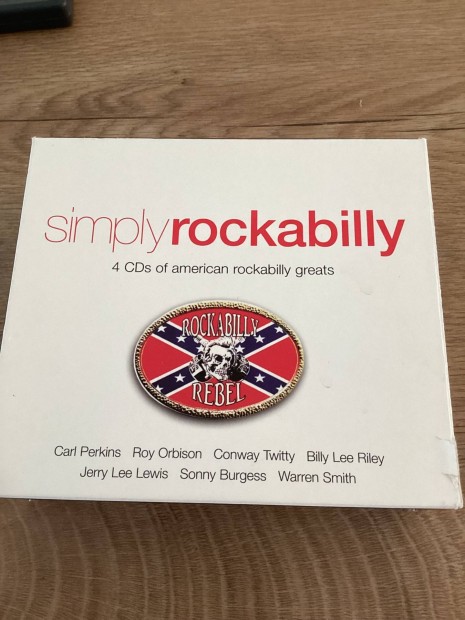 simplyrockabilly
4 CDs of american rockabilly greats
ROCKABILLY
REBEL
Carl Perkins Roy Orbison Conway Twitty Billy Lee Riley
Jerry Lee Lewis Sonny Burgess Warren Smith